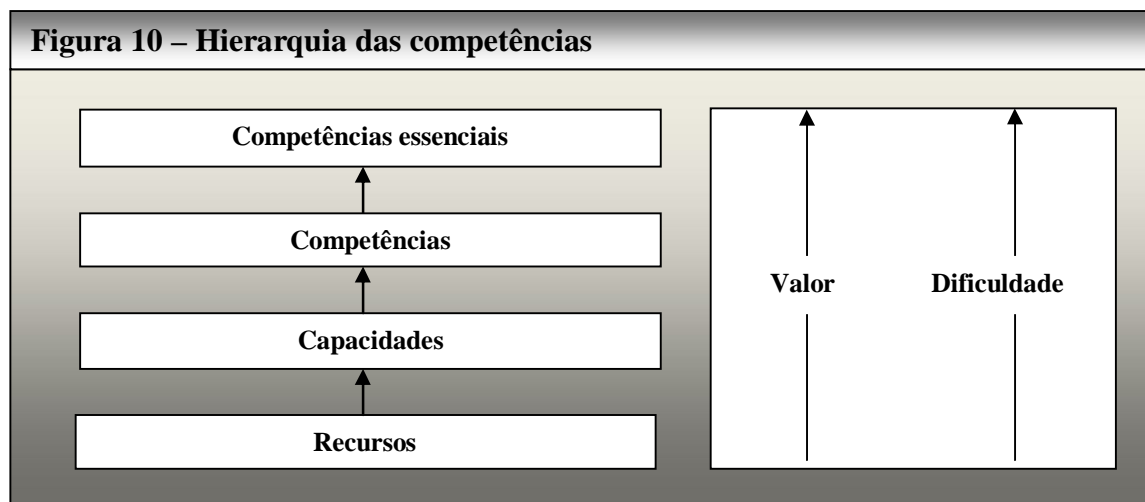 Figura 10 – Hierarquia das competências
Competências essenciais
Competências
Capacidades
Recursos
Valor
Dificuldade